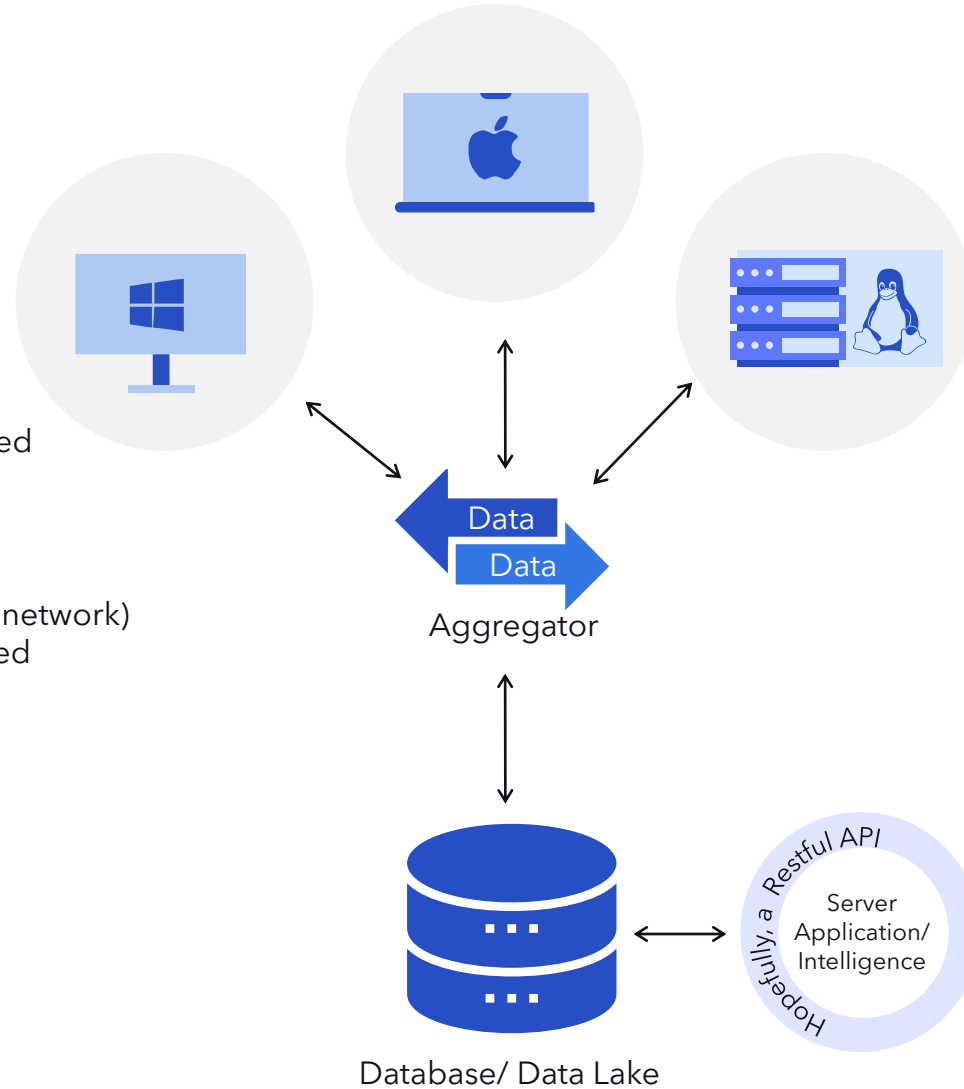 ed
Data
Data
network)
Aggregator
ed
Hopefully, a Restful API
Server
Application/
Intelligence
Database/ Data Lake